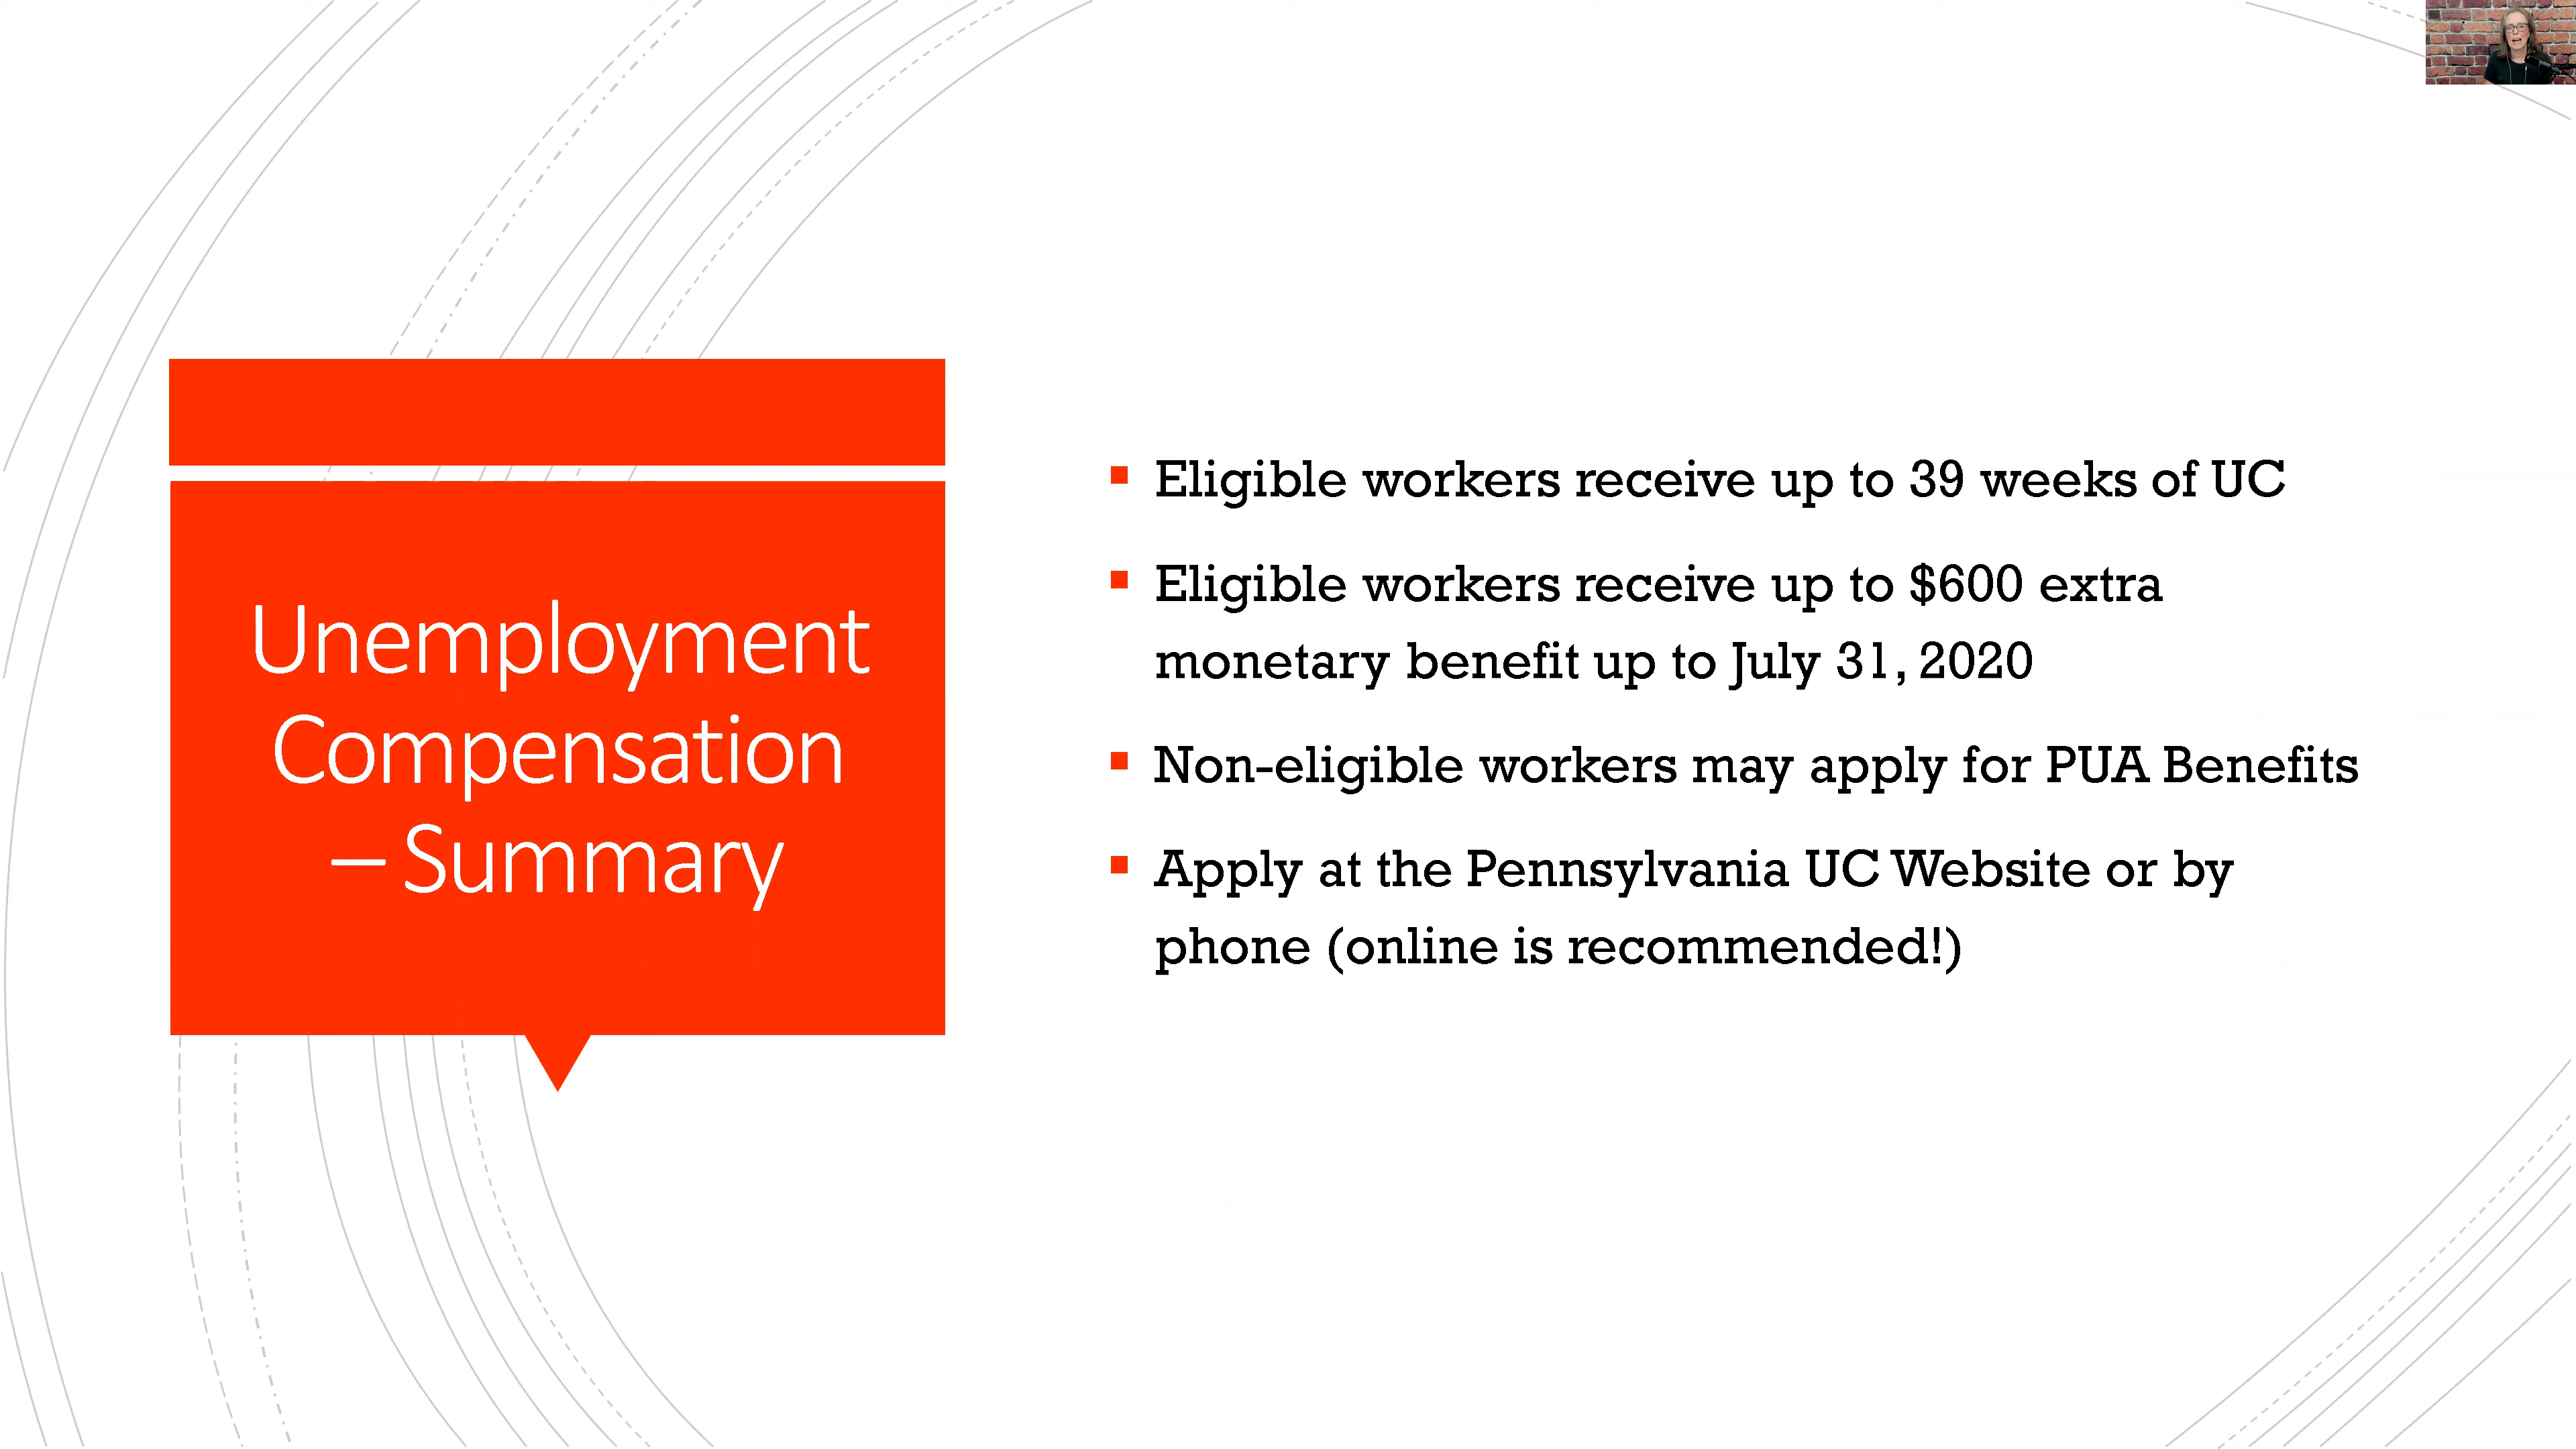 Unemployment
Compensation
– Summary
Eligible workers receive up to 39 weeks of UC
Eligible workers receive up to $600 extra
monetary benefit up to July 31, 2020
Non-eligible workers may apply for PUA Benefits
Apply at the Pennsylvania UC Website or by
phone (online is recommended!)